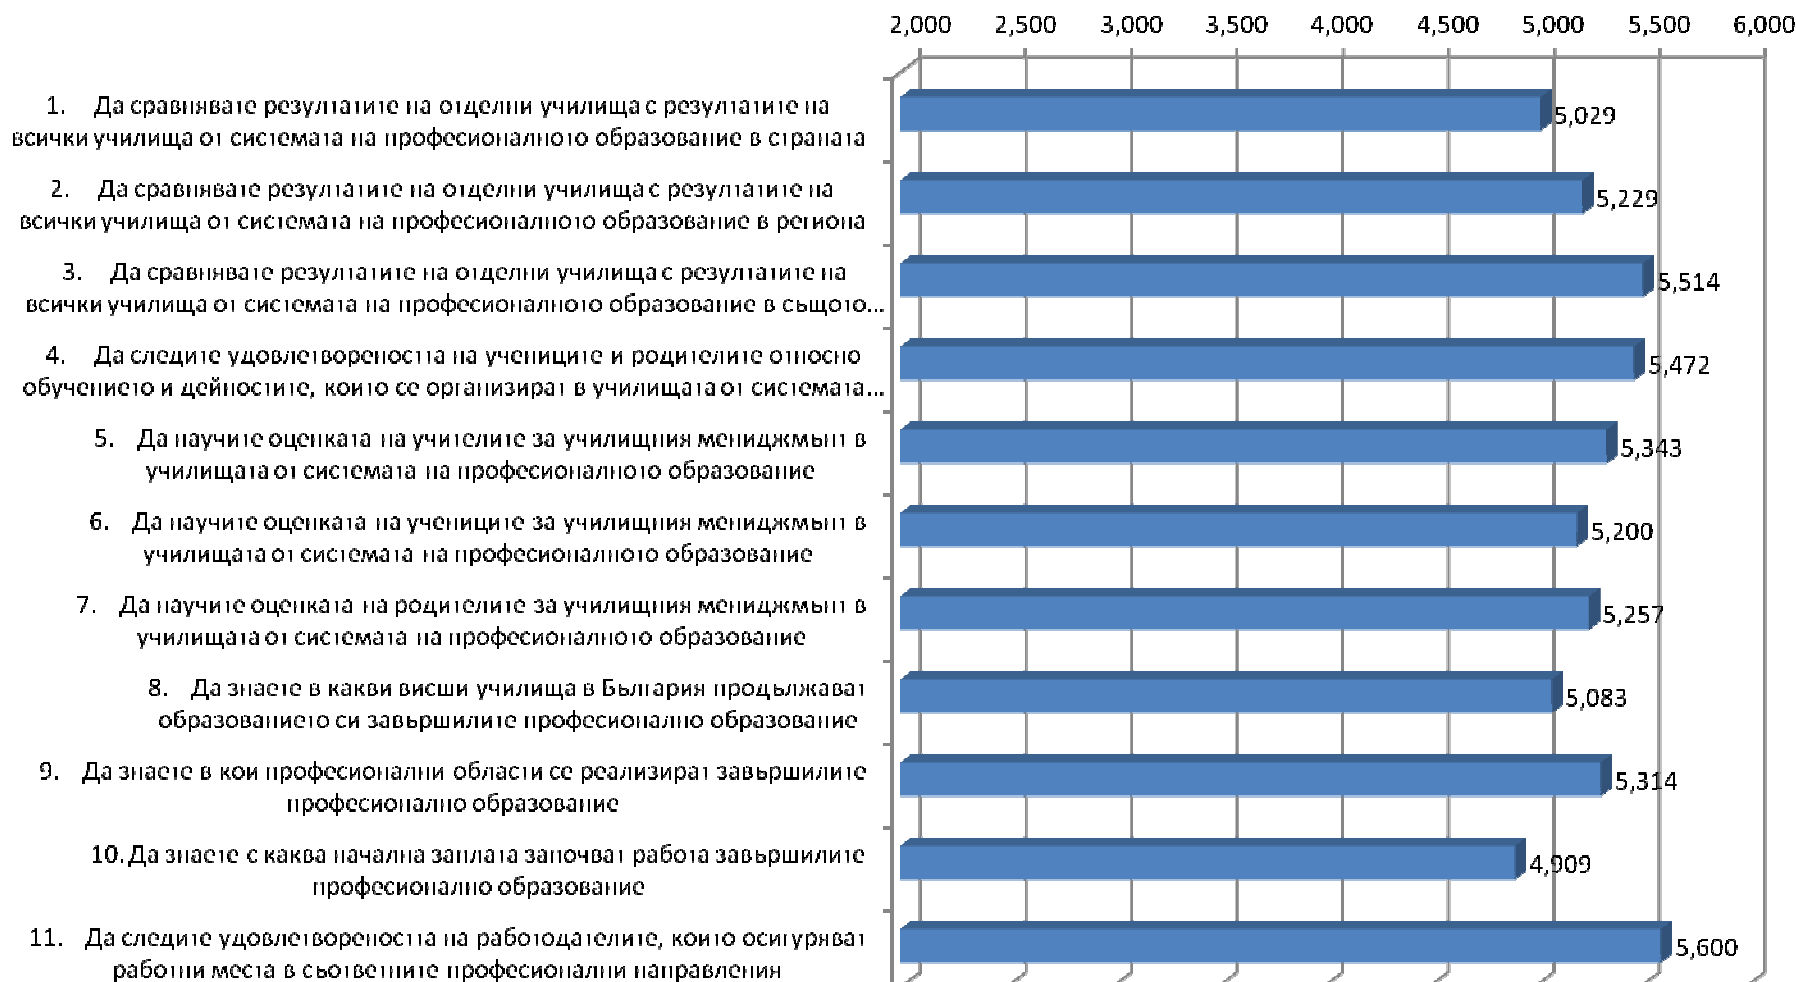 2,000 2,500 3,000 3,500 4,000 4,500 5,000 5,500 6,000
1. Да сравнявате резултатите на отделни училища с резултатите на
всички училища от системата на професионалното образование в страната
5,029
2. Да сравнявате резултатите на отделни училища с резултатите на
всички училища от системата на професионалното образование в региона
5,229
3. Да сравнявате резултатите на отделни училища с резултатите на
всички училища от системата на професионалното образование в същото...
5,514
4. Да следите удовлетвореността на учениците и родителите относно
обучението и дейностите, които се организират в училищата от системата...
5,472
5. Да научите оценката на учителите за училищния мениджмънт в
училищата от системата на професионалното образование
5,343
6. Да научите оценката на учениците за училищния мениджмънт в
училищата от системата на професионалното образование
5,200
7. Да научите оценката на родителите за училищния мениджмънт в
училищата от системата на професионалното образование
5,257
8. Да знаете в какви висши училища в България продължават
образованието си завършилите професионално образование
5,083
9. Да знаете в кои професионални области се реализират завършилите
професионално образование
5,314
10. Да знаете с каква начална заплата започват работа завършилите
професионално образование
4,909
11. Да следите удовлетвореността на работодателите, които осигуряват
работни места в съответните професионални направления
5,600